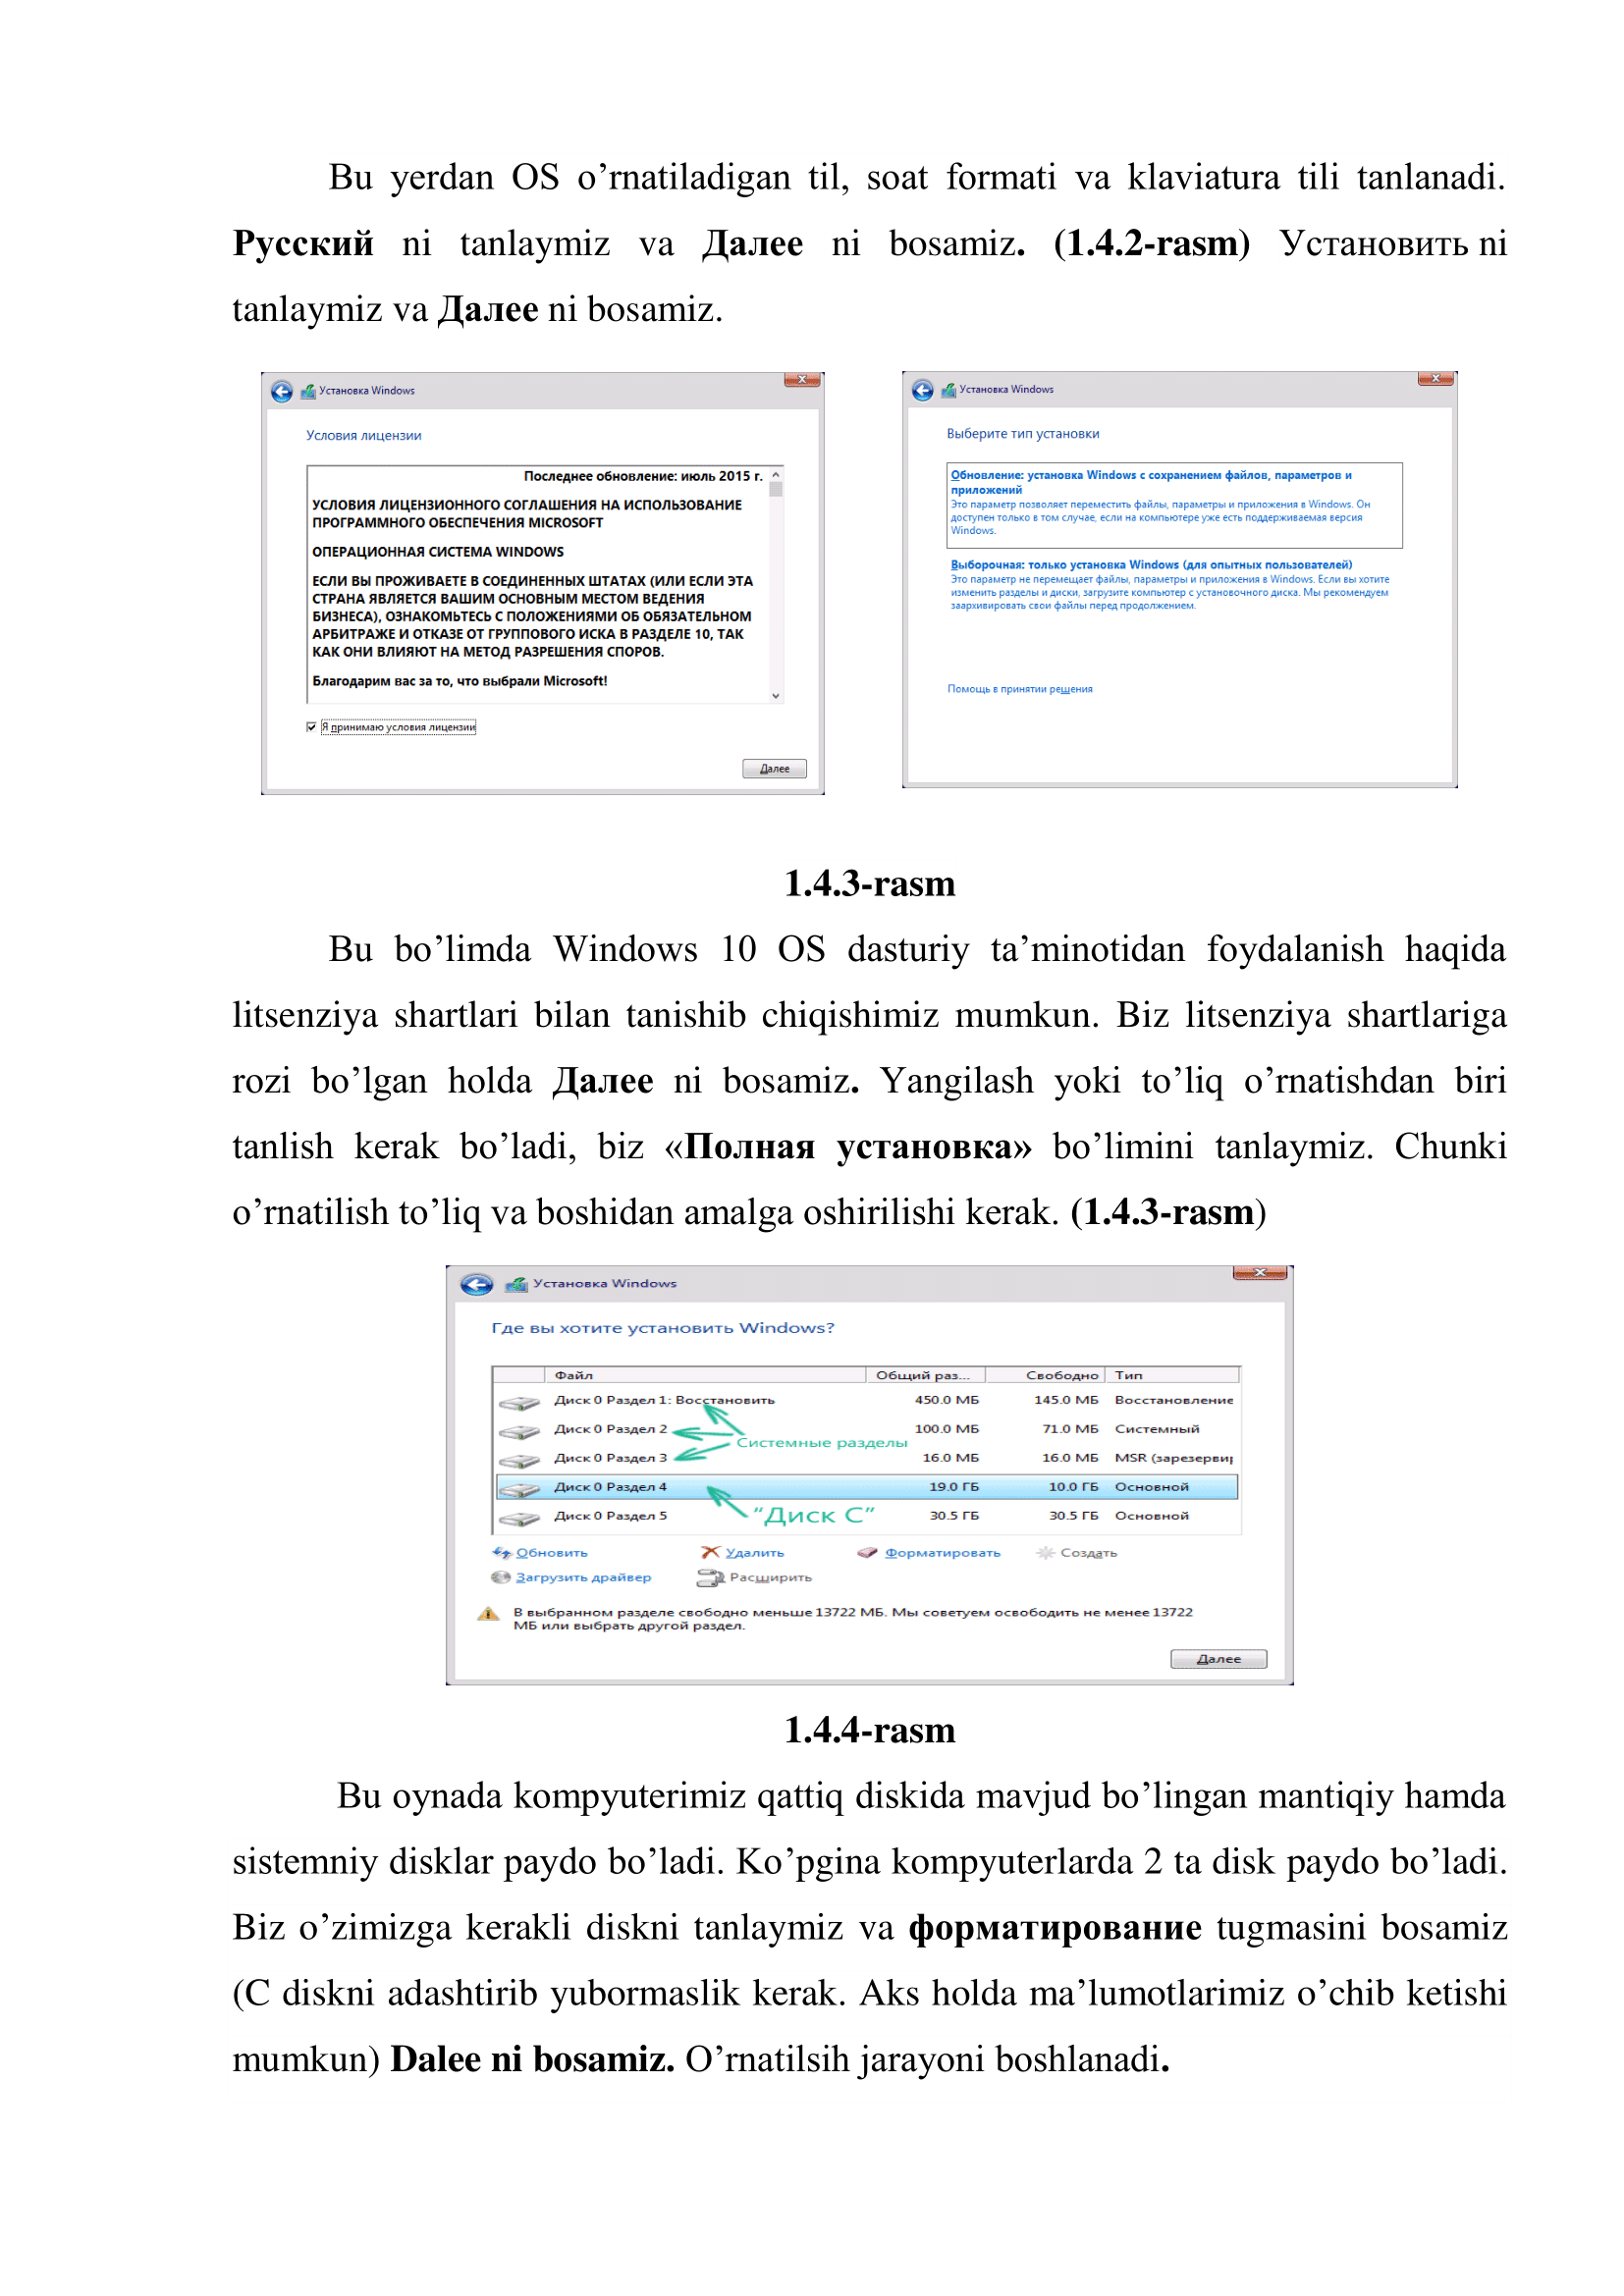 Bu yerdan OS o’rnatiladigan til, soat formati va klaviatura tili tanlanadi.
Русский ni tanlaymiz va Далее ni bosamiz. (1.4.2-rasm) Установить ni
tanlaymiz va Далее ni bosamiz.
Установка Windows
Условия лицензии
Последнее обновление: июль 2015 г.
УСЛОВИЯ ЛИЦЕНЗИОННОГО СОГЛАШЕНИЯ НА ИСПОЛЬЗОВАНИЕ
ПРОГРАММНОГО ОБЕСПЕЧЕНИЯ MICROSOFT
ОПЕРАЦИОННАЯ СИСТЕМА WINDOWS
ЕСЛИ ВЫ ПРОЖИВАЕТЕ В СОЕДИНЕННЫХ ШТАТАХ (ИЛИ ЕСЛИ ЭТА
СТРАНА ЯВЛЯЕТСЯ ВАШИМ ОСНОВНЫМ МЕСТОМ ВЕДЕНИЯ
БИЗНЕСА), ОЗНАКОМЬТЕСЬ С ПОЛОЖЕНИЯМИ ОБ ОБЯЗАТЕЛЬНОМ
АРБИТРАЖЕ И ОТКАЗЕ ОТ ГРУППОВОГО ИСКА В РАЗДЕЛЕ 10, ТАК
КАК ОНИ ВЛИЯЮТ НА МЕТОД РАЗРЕШЕНИЯ СПОРОВ.
Благодарим вас за то, что выбрали Microsoft!
Я принимаю условия лицензии
Далее
Установка Windows
Выберите тип установки
Обновление: установка Windows с сохранением файлов, параметров и
приложений
Это параметр позволяет переместить файлы, параметры и приложения в Windows. Он
доступен только в том случае, если на компьютере уже есть поддерживаемая версия
Windows.
Выборочная: только установка Windows (для опытных пользователей)
Это параметр не перемещает файлы, параметры и приложения в Windows. Если вы хотите
изменить разделы и диски, загрузите компьютер с установочного диска. Мы рекомендуем
заархивировать свои файлы перед продолжением.
Помощь в принятии решения
1.4.3-rasm
Bu bo’limda Windows 10 OS dasturiy ta’minotidan foydalanish haqida
litsenziya shartlari bilan tanishib chiqishimiz mumkun. Biz litsenziya shartlariga
rozi bo’lgan holda Далее ni bosamiz. Yangilash yoki to’liq o’rnatishdan biri
tanlish kerak bo’ladi, biz «Полная установка» bo’limini tanlaymiz. Chunki
o’rnatilish to’liq va boshidan amalga oshirilishi kerak. (1.4.3-rasm)
Установка Windows
Где вы хотите установить Windows?
Файл Общий раз... Свободно Тип
Диск 0 Раздел 1: Восстановить 450.0 МБ 145.0 МБ Восстановление
Диск 0 Раздел 2 100.0 МБ 71.0 МБ Системный
Системные разделы
Диск 0 Раздел 3 16.0 МБ 16.0 МБ MSR (зарезервир
Диск 0 Раздел 4 19.0 ГБ 10.0 ГБ Основной
“Диск С”
Диск 0 Раздел 5 30.5 ГБ 30.5 ГБ Основной
Обновить Удалить Форматировать Создать
Загрузить драйвер Расширить
В выбранном разделе свободно меньше 13722 МБ. Мы советуем освободить не менее 13722
МБ или выбрать другой раздел.
Далее
1.4.4-rasm
Bu oynada kompyuterimiz qattiq diskida mavjud bo’lingan mantiqiy hamda
sistemniy disklar paydo bo’ladi. Ko’pgina kompyuterlarda 2 ta disk paydo bo’ladi.
Biz o’zimizga kerakli diskni tanlaymiz va форматирование tugmasini bosamiz
(C diskni adashtirib yubormaslik kerak. Aks holda ma’lumotlarimiz o’chib ketishi
mumkun) Dalee ni bosamiz. O’rnatilsih jarayoni boshlanadi.